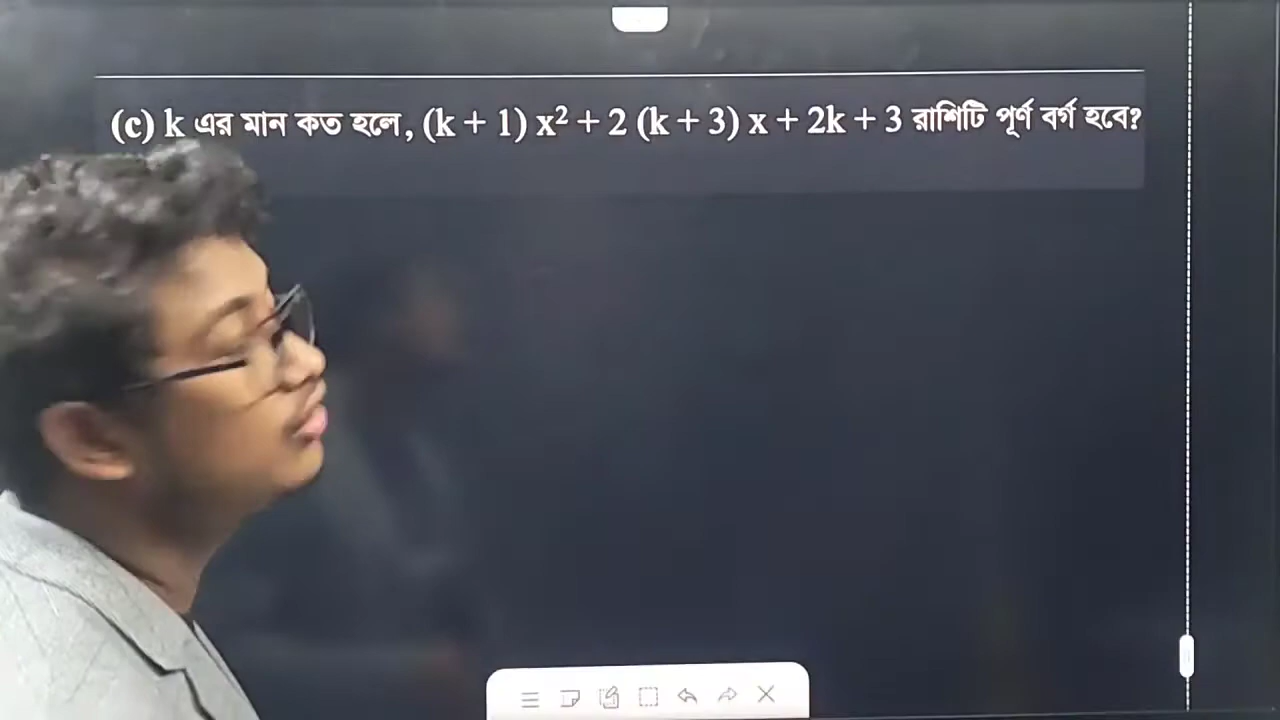 (c) k এর মান কত হলে, (k + 1) x² + 2 (k + 3) x + 2k + 3 রাশিটি পূর্ণ বর্গ হবে?